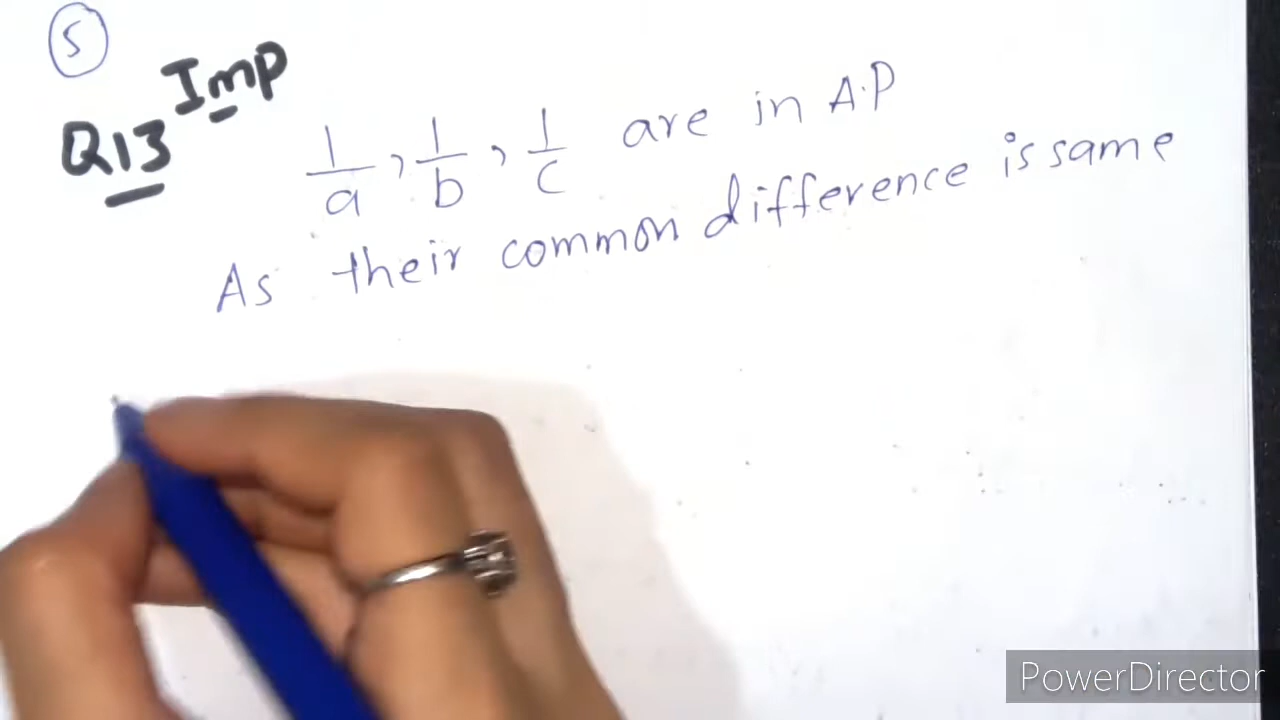 5
Imp
Q13
1/a, 1/b, 1/c are in A.P
As their common difference is same
PowerDirector